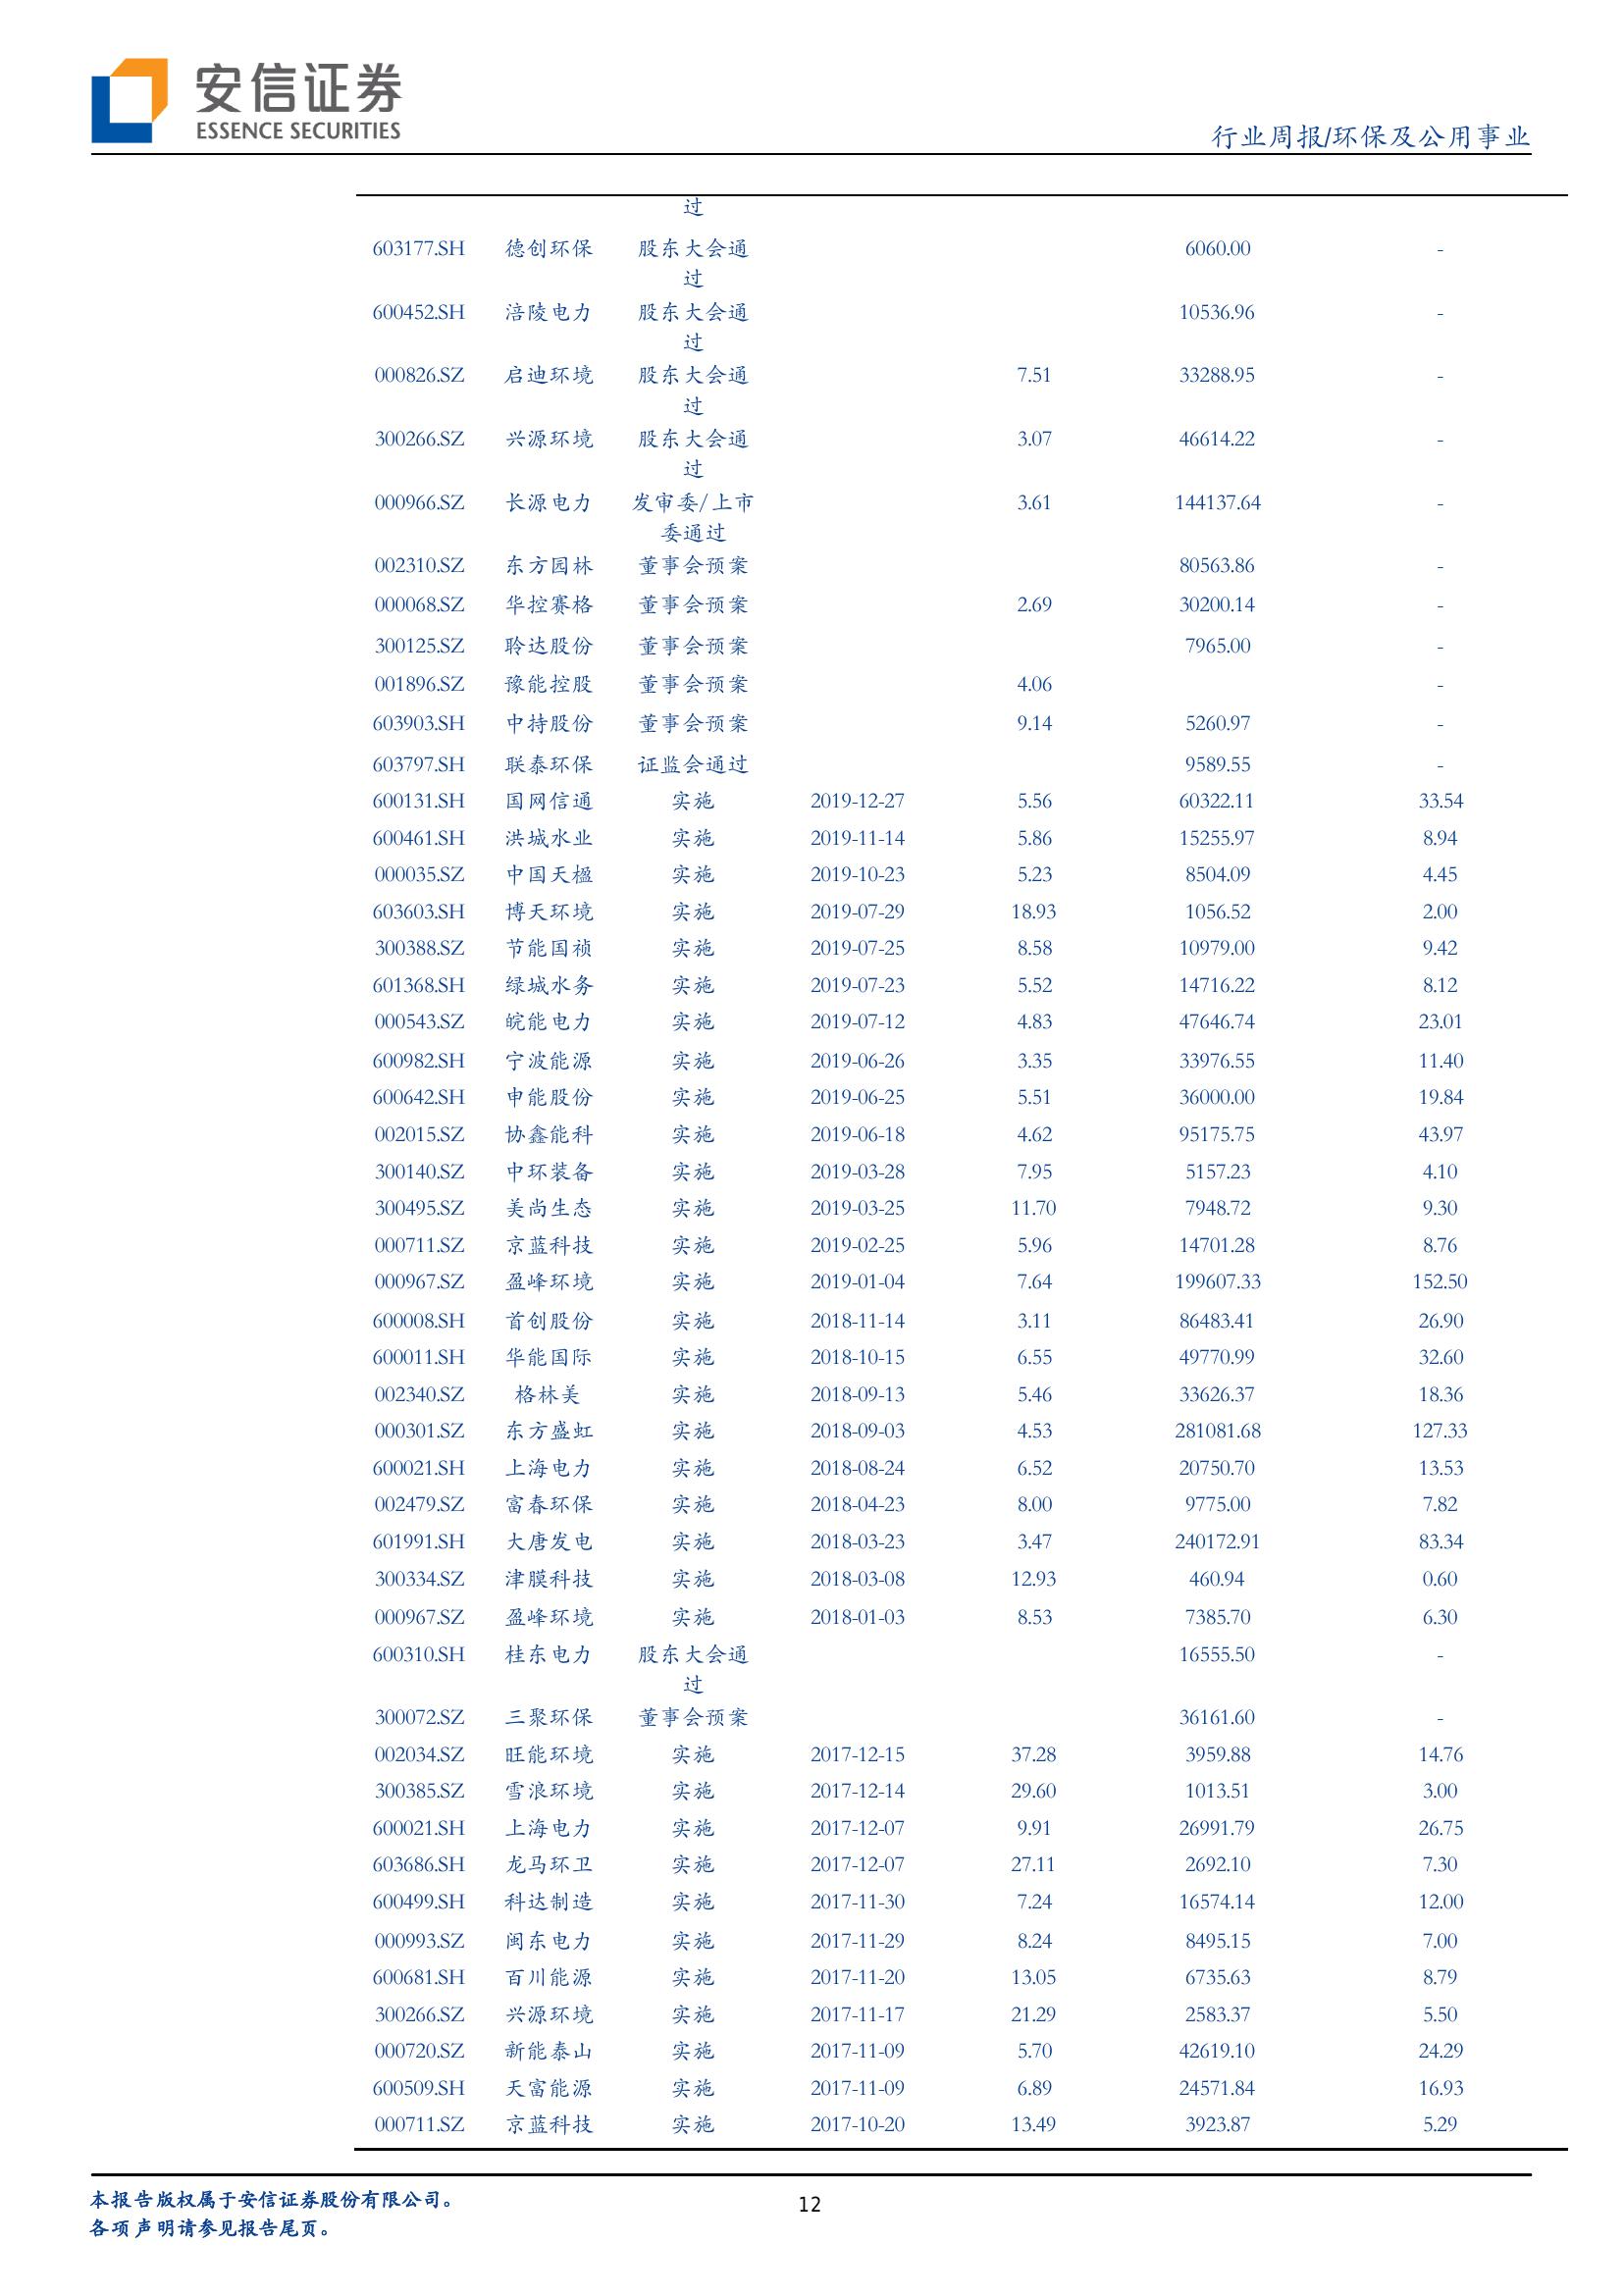 安信证券
ESSENCE SECURITIES
行业周报/环保及公用事业
过
603177.SH 德创环保 股东大会通 6060.00 -
过
600452.SH 涪陵电力 股东大会通 10536.96 -
过
000826.SZ 启迪环境 股东大会通 7.51 33288.95 -
过
300266.SZ 兴源环境 股东大会通 3.07 46614.22 -
过
000966.SZ 长源电力 发审委/上市 3.61 144137.64 -
委通过
002310.SZ 东方园林 董事会预案 80563.86 -
000068.SZ 华控赛格 董事会预案 2.69 30200.14 -
300125.SZ 聆达股份 董事会预案 7965.00 -
001896.SZ 豫能控股 董事会预案 4.06 -
603903.SH 中持股份 董事会预案 9.14 5260.97 -
603797.SH 联泰环保 证监会通过 9589.55 -
600131.SH 国网信通 实施 2019-12-27 5.56 60322.11 33.54
600461.SH 洪城水业 实施 2019-11-14 5.86 15255.97 8.94
000035.SZ 中国天楹 实施 2019-10-23 5.23 8504.09 4.45
603603.SH 博天环境 实施 2019-07-29 18.93 1056.52 2.00
300388.SZ 节能国祯 实施 2019-07-25 8.58 10979.00 9.42
601368.SH 绿城水务 实施 2019-07-23 5.52 14716.22 8.12
000543.SZ 皖能电力 实施 2019-07-12 4.83 47646.74 23.01
600982.SH 宁波能源 实施 2019-06-26 3.35 33976.55 11.40
600642.SH 申能股份 实施 2019-06-25 5.51 36000.00 19.84
002015.SZ 协鑫能科 实施 2019-06-18 4.62 95175.75 43.97
300140.SZ 中环装备 实施 2019-03-28 7.95 5157.23 4.10
300495.SZ 美尚生态 实施 2019-03-25 11.70 7948.72 9.30
000711.SZ 京蓝科技 实施 2019-02-25 5.96 14701.28 8.76
000967.SZ 盈峰环境 实施 2019-01-04 7.64 199607.33 152.50
600008.SH 首创股份 实施 2018-11-14 3.11 86483.41 26.90
600011.SH 华能国际 实施 2018-10-15 6.55 49770.99 32.60
002340.SZ 格林美 实施 2018-09-13 5.46 33626.37 18.36
000301.SZ 东方盛虹 实施 2018-09-03 4.53 281081.68 127.33
600021.SH 上海电力 实施 2018-08-24 6.52 20750.70 13.53
002479.SZ 富春环保 实施 2018-04-23 8.00 9775.00 7.82
601991.SH 大唐发电 实施 2018-03-23 3.47 240172.91 83.34
300334.SZ 津膜科技 实施 2018-03-08 12.93 460.94 0.60
000967.SZ 盈峰环境 实施 2018-01-03 8.53 7385.70 6.30
600310.SH 桂东电力 股东大会通 16555.50 -
过
300072.SZ 三聚环保 董事会预案 36161.60 -
002034.SZ 旺能环境 实施 2017-12-15 37.28 3959.88 14.76
300385.SZ 雪浪环境 实施 2017-12-14 29.60 1013.51 3.00
600021.SH 上海电力 实施 2017-12-07 9.91 26991.79 26.75
603686.SH 龙马环卫 实施 2017-12-07 27.11 2692.10 7.30
600499.SH 科达制造 实施 2017-11-30 7.24 16574.14 12.00
000993.SZ 闽东电力 实施 2017-11-29 8.24 8495.15 7.00
600681.SH 百川能源 实施 2017-11-20 13.05 6735.63 8.79
300266.SZ 兴源环境 实施 2017-11-17 21.29 2583.37 5.50
000720.SZ 新能泰山 实施 2017-11-09 5.70 42619.10 24.29
600509.SH 天富能源 实施 2017-11-09 6.89 24571.84 16.93
000711.SZ 京蓝科技 实施 2017-10-20 13.49 3923.87 5.29
本报告版权属于安信证券股份有限公司。 12
各项声明请参见报告尾页。